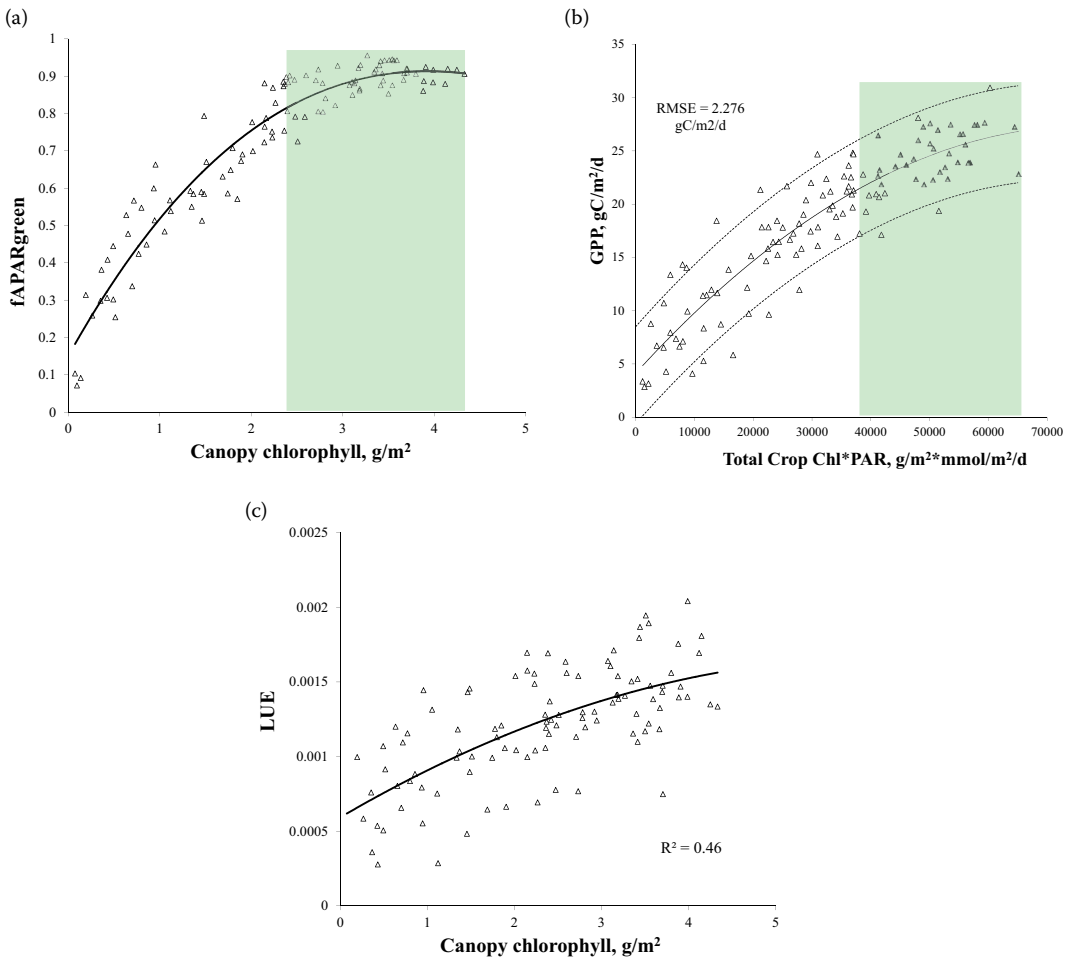 (a)
1
0.9
0.8
0.7
0.6
0.5
0.4
0.3
0.2
0.1
0
fAPARgreen
0 1 2 3 4 5
Canopy chlorophyll, g/m²
(b)
35
30
25
20
15
10
5
0
GPP, gC/m²/d
RMSE = 2.276
gC/m2/d
0 10000 20000 30000 40000 50000 60000 70000
Total Crop Chl*PAR, g/m²*mmol/m²/d
(c)
0.0025
0.002
0.0015
0.001
0.0005
0
LUE
R² = 0.46
0 1 2 3 4 5
Canopy chlorophyll, g/m²